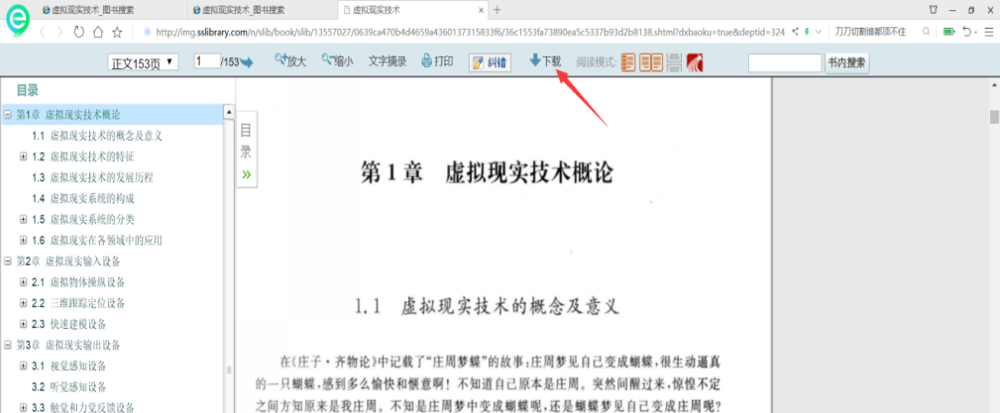 虚拟现实技术_图书搜索
虚拟现实技术_图书搜索
虚拟现实技术
http://img.sslibrary.com/n/slib/book/slib/13557027/0639ca470b4d4659a4360137315833f6/36c1553fa73890ea5c5337b93d2b8138.shtml?dxbaoku=true&deptid=324
刀刀切割谁都顶不住
正文153页 1 /153 放大 缩小 文字摘录 打印 纠错 下载 阅读模式: 书内搜索
目录
第1章 虚拟现实技术概论
1.1 虚拟现实技术的概念及意义
1.2 虚拟现实技术的特征
1.3 虚拟现实技术的发展历程
1.4 虚拟现实系统的构成
1.5 虚拟现实系统的分类
1.6 虚拟现实在各领域中的应用
第2章 虚拟现实输入设备
2.1 虚拟物体操纵设备
2.2 三维跟踪定位设备
2.3 快速建模设备
第3章 虚拟现实输出设备
3.1 视觉感知设备
3.2 听觉感知设备
3.3 触觉和力觉反馈设备
目
录
»
第1章 虚拟现实技术概论
1.1 虚拟现实技术的概念及意义
在《庄子·齐物论》中记载了“庄周梦蝶”的故事:庄周梦见自己变成蝴蝶,很生动逼真
的一只蝴蝶,感到多么愉快和惬意啊!不知道自己原本是庄周。突然间醒过来,惊惶不定
之间方知原来是我庄周。不知是庄周梦中变成蝴蝶呢,还是蝴蝶梦见自己变成庄周呢?